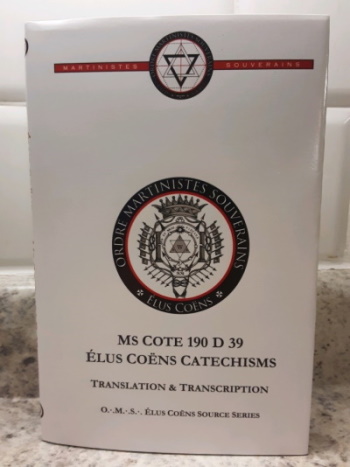 MARTINISTES SOUVERAINS
ORDRE MARTINISTES SOUVERAINS
ÉLUS COËNS
MS COTE 190 D 39
ÉLUS COËNS CATECHISMS
TRANSLATION & TRANSCRIPTION
O∴M∴S∴ ÉLUS COËNS SOURCE SERIES